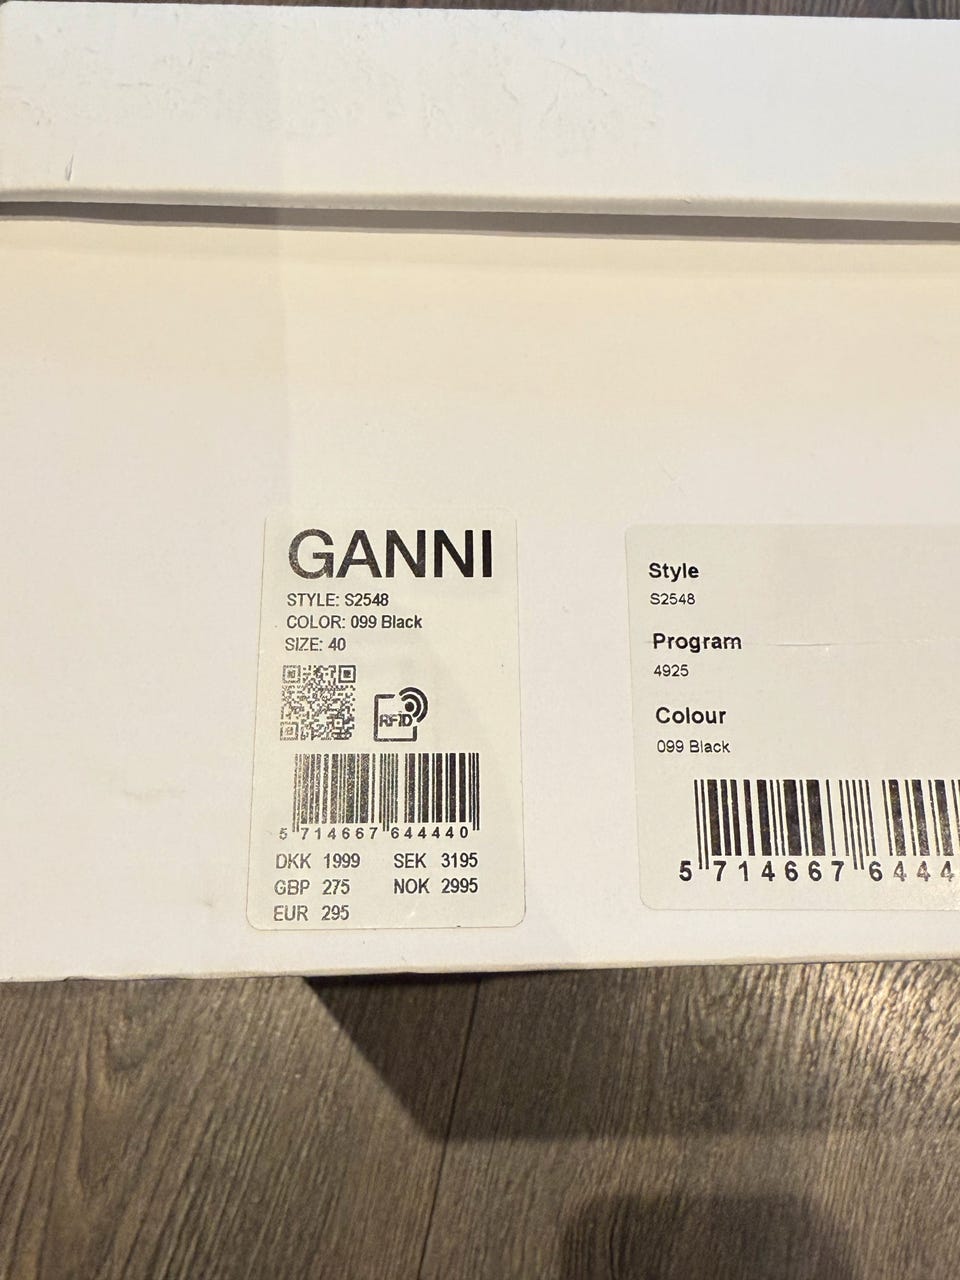 GANNI
STYLE: S2548
COLOR: 099 Black
SIZE: 40
RFID
5 714667 644440
DKK 1999 SEK 3195
GBP 275 NOK 2995
EUR 295
Style
S2548
Program
4925
Colour
099 Black
5 714667 6444